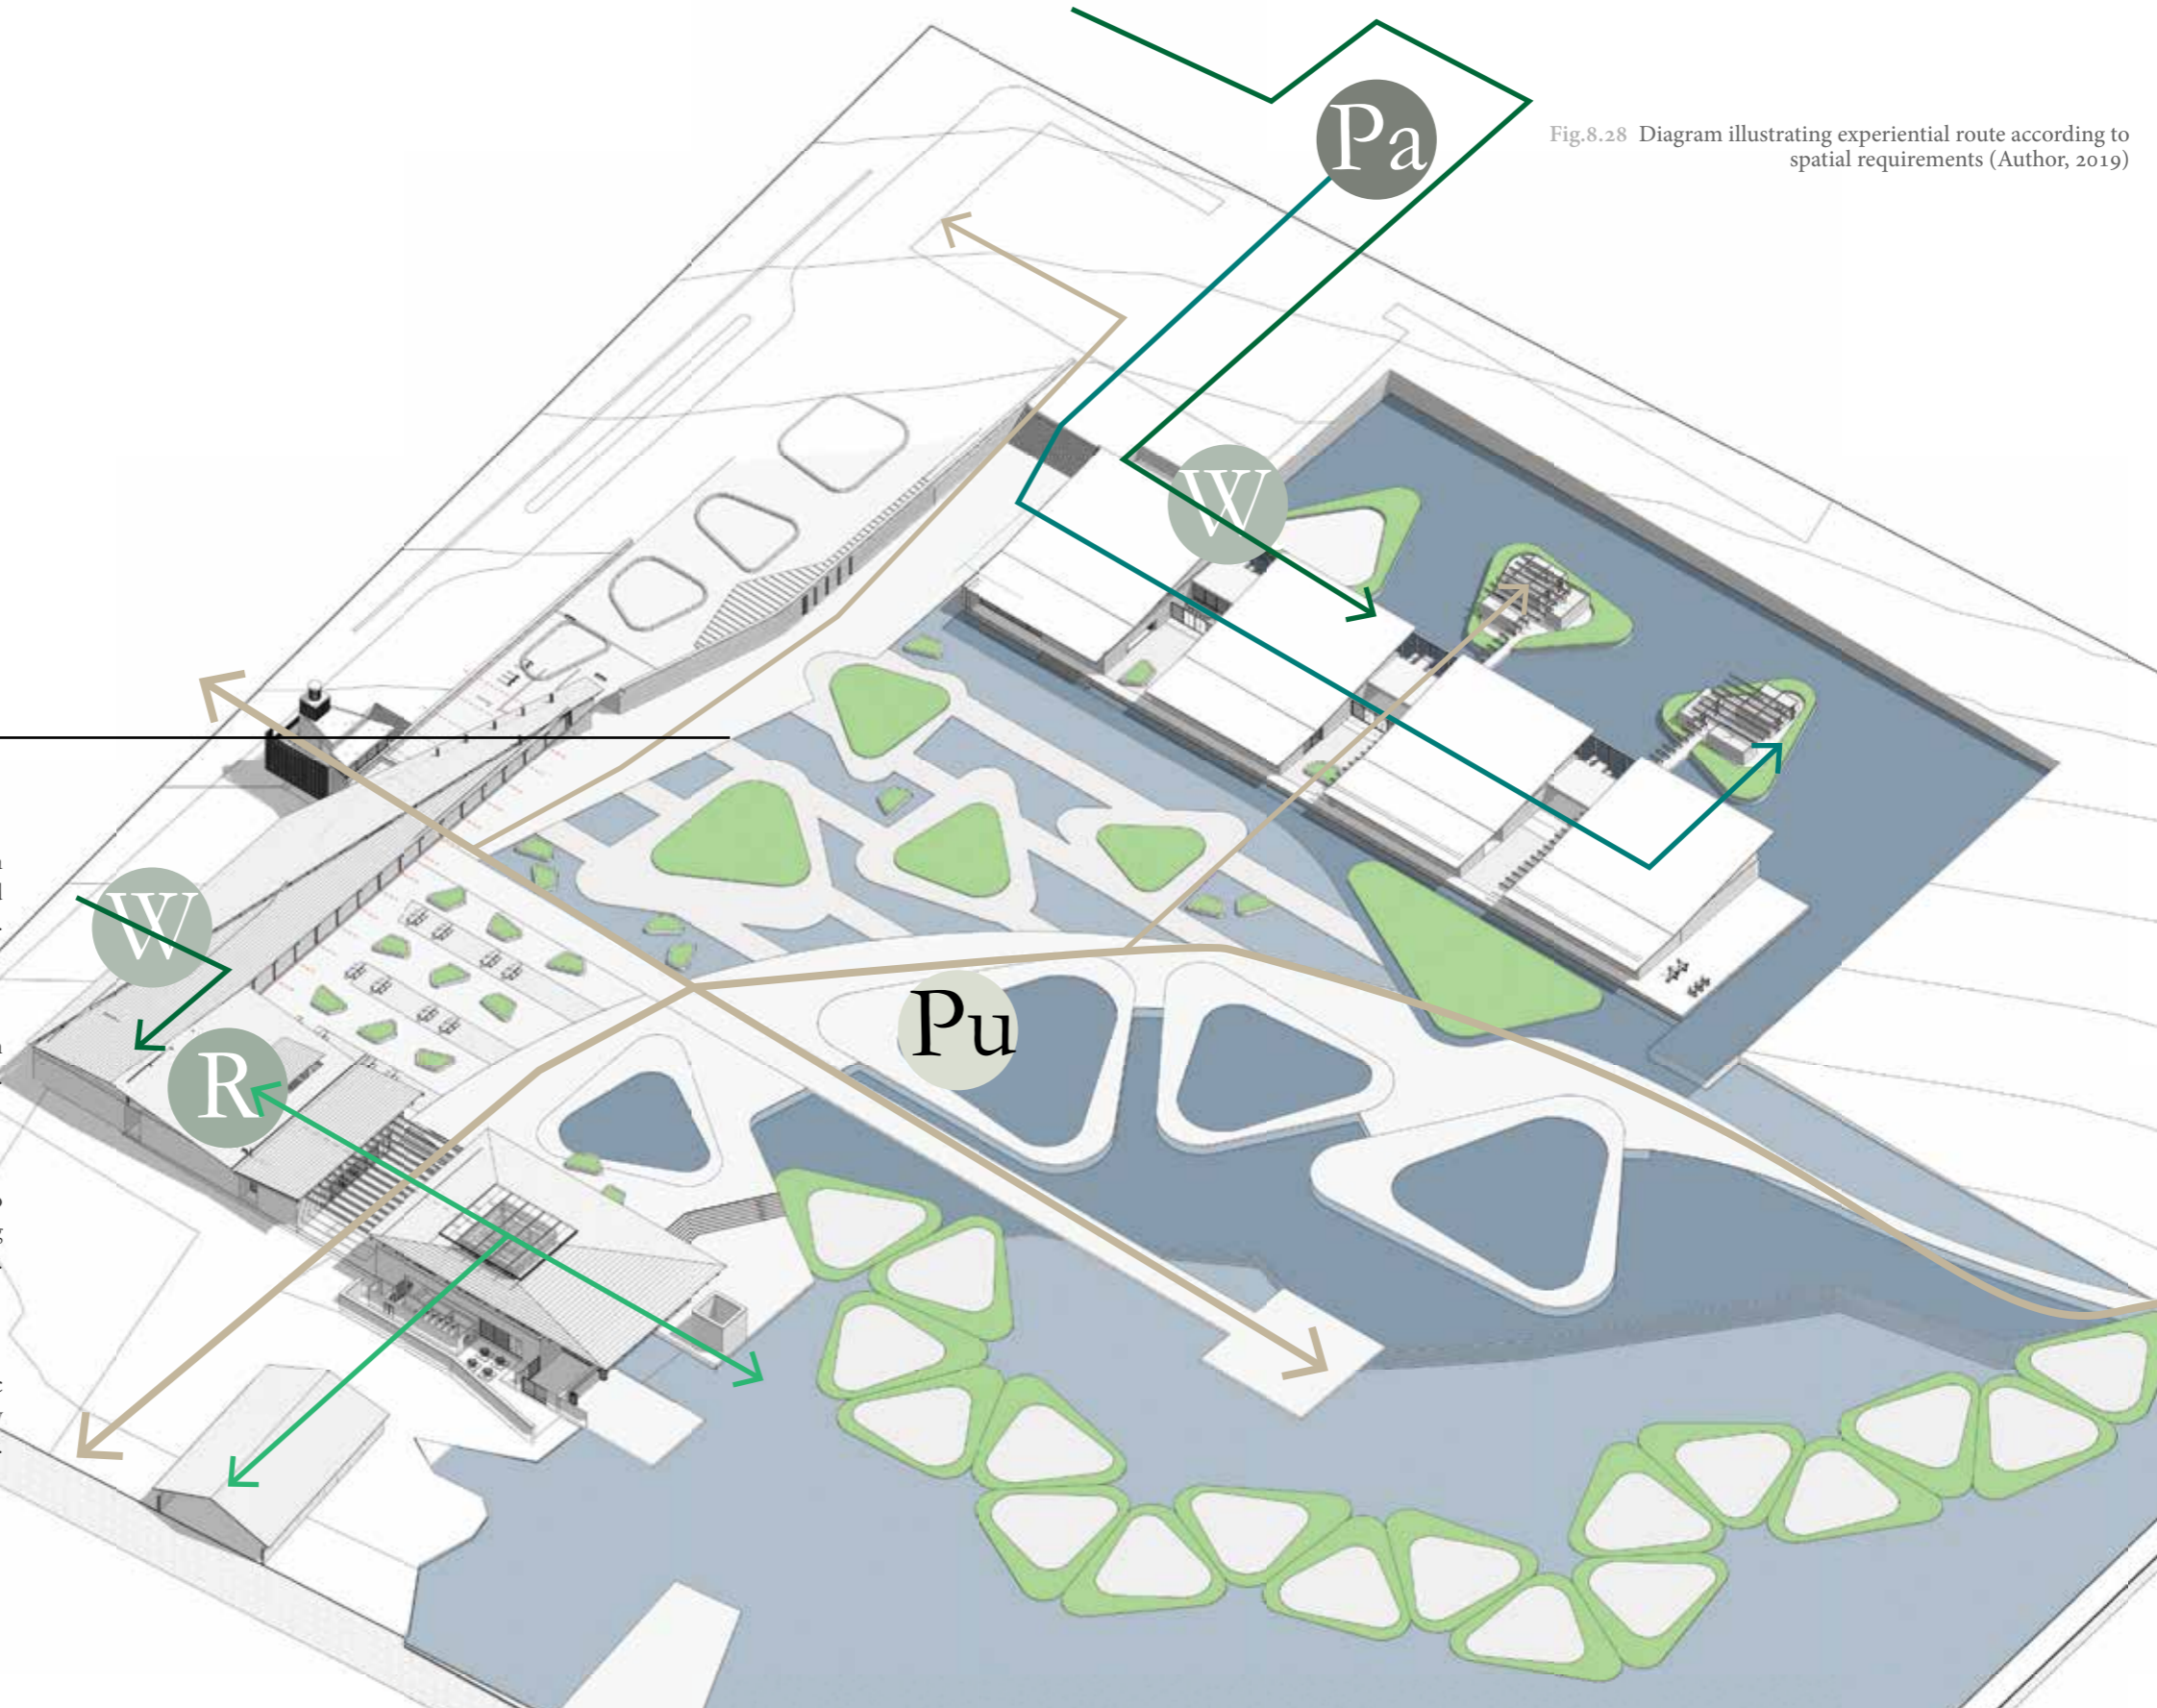 Pa
Fig.8.28 Diagram illustrating experiential route according to
spatial requirements (Author, 2019)
W
W
Pu
R